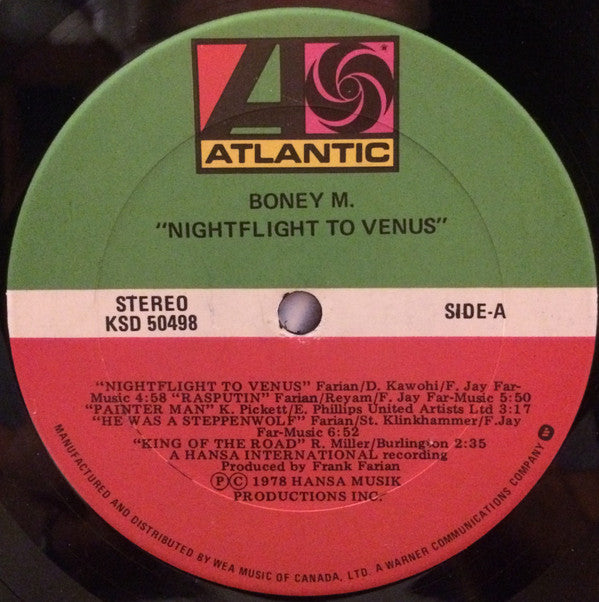 ATLANTIC
BONEY M.
"NIGHTFLIGHT TO VENUS"
STEREO
KSD 50498
SIDE-A
"NIGHTFLIGHT TO VENUS" Farian/D. Kawohi/F. Jay Far-
Music 4:58 "RASPUTIN" Farian/Reyam/F. Jay Far-Music 5:50
"PAINTER MAN" K. Pickett/E. Phillips United Artists Ltd 3:17
"HE WAS A STEPPENWOLF" Farian/St. Klinkhammer/F.Jay
Far-Music 6:52
"KING OF THE ROAD" R. Miller/Burlington 2:35
A HANSA INTERNATIONAL recording
Produced by Frank Farian
Ⓟ© 1978 HANSA MUSIK
PRODUCTIONS INC.
MANUFACTURED AND DISTRIBUTED BY WEA MUSIC OF CANADA, LTD. A WARNER COMMUNICATIONS COMPANY